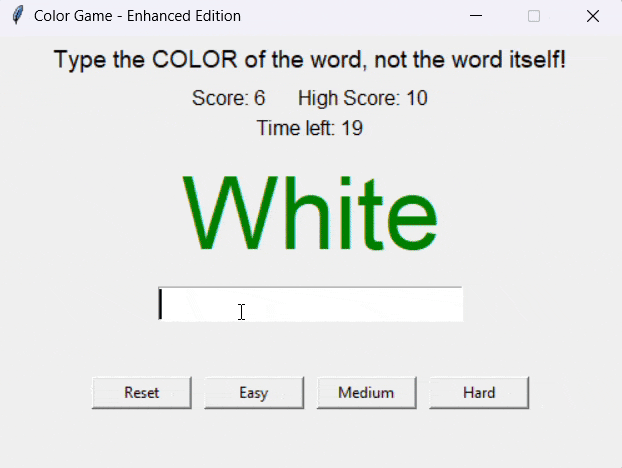 Color Game - Enhanced Edition
Type the COLOR of the word, not the word itself!
Score: 6 High Score: 10
Time left: 19
White
Reset Easy Medium Hard